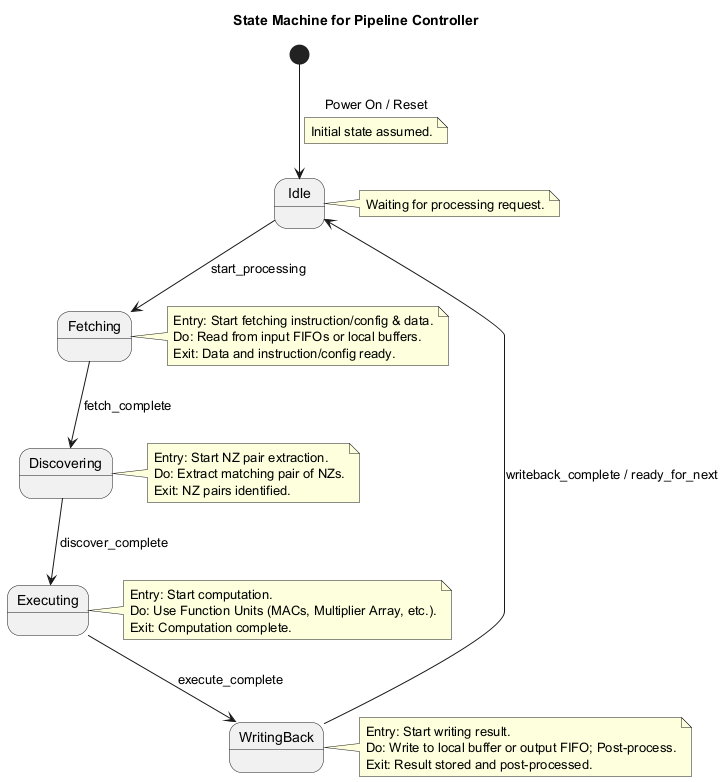 State Machine for Pipeline Controller
Power On / Reset
Initial state assumed.
Idle
Waiting for processing request.
start_processing
Fetching
Entry: Start fetching instruction/config & data.
Do: Read from input FIFOs or local buffers.
Exit: Data and instruction/config ready.
fetch_complete
Discovering
Entry: Start NZ pair extraction.
Do: Extract matching pair of NZs.
Exit: NZ pairs identified.
writeback_complete / ready_for_next
discover_complete
Executing
Entry: Start computation.
Do: Use Function Units (MACs, Multiplier Array, etc.).
Exit: Computation complete.
execute_complete
WritingBack
Entry: Start writing result.
Do: Write to local buffer or output FIFO; Post-process.
Exit: Result stored and post-processed.